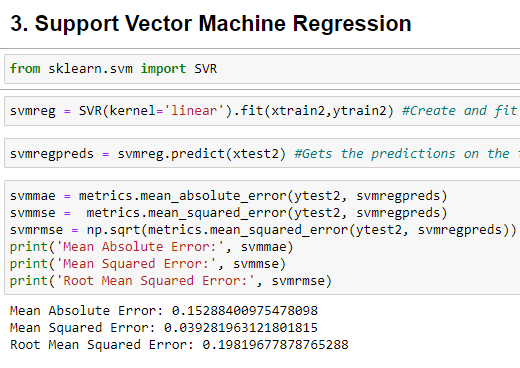 3. Support Vector Machine Regression
from sklearn.svm import SVR
svmreg = SVR(kernel='linear').fit(xtrain2,ytrain2) #Create and fit
svmregpreds = svmreg.predict(xtest2) #Gets the predictions on the
svmmae = metrics.mean_absolute_error(ytest2, svmregpreds)
svmmse =  metrics.mean_squared_error(ytest2, svmregpreds)
svmrmse = np.sqrt(metrics.mean_squared_error(ytest2, svmregpreds))
print('Mean Absolute Error:', svmmae)
print('Mean Squared Error:', svmmse)
print('Root Mean Squared Error:', svmrmse)
Mean Absolute Error: 0.15288400975478098
Mean Squared Error: 0.039281963121801815
Root Mean Squared Error: 0.19819677878765288